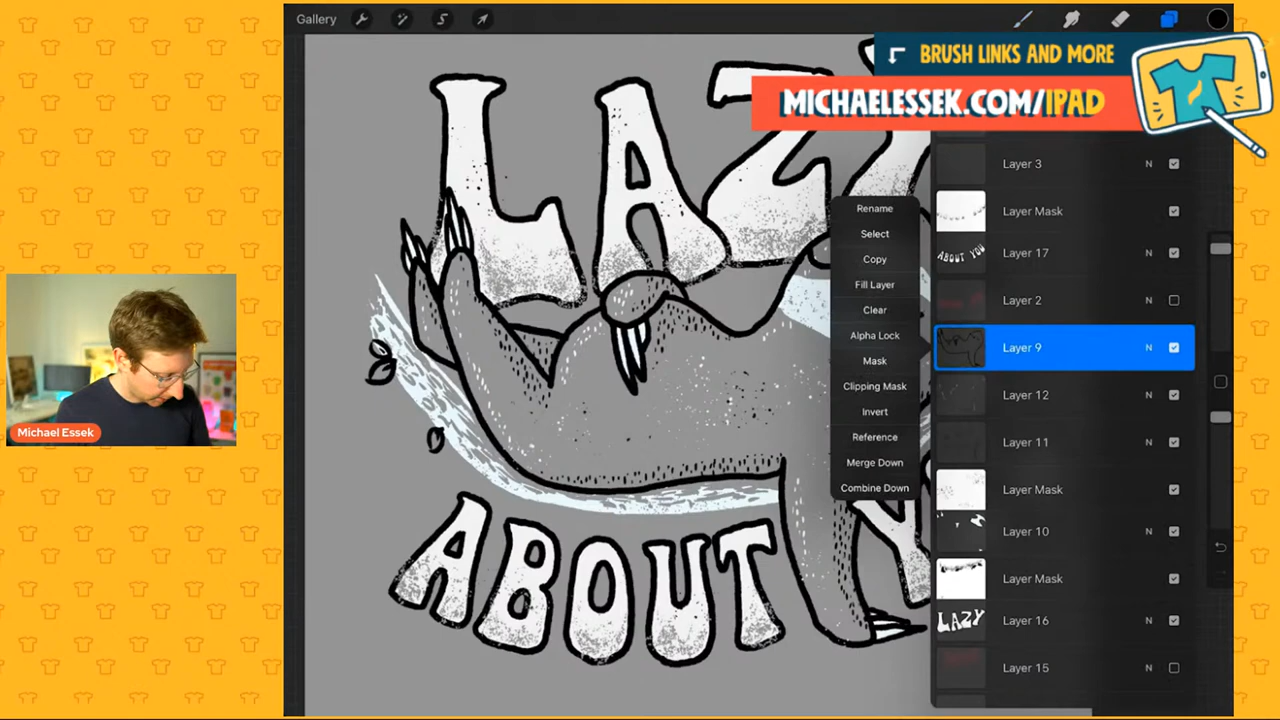 Gallery
BRUSH LINKS AND MORE
MICHAELESSEK.COM/IPAD
LAZY
ABOUT
Y
Rename
Select
Copy
Fill Layer
Clear
Alpha Lock
Mask
Clipping Mask
Invert
Reference
Merge Down
Combine Down
Layer 3 N
Layer Mask
ABOUT YOU Layer 17 N
Layer 2 N
Layer 9 N
Layer 12 N
Layer 11 N
Layer Mask
Layer 10 N
Layer Mask
LAZY Layer 16 N
Layer 15 N
Michael Essek